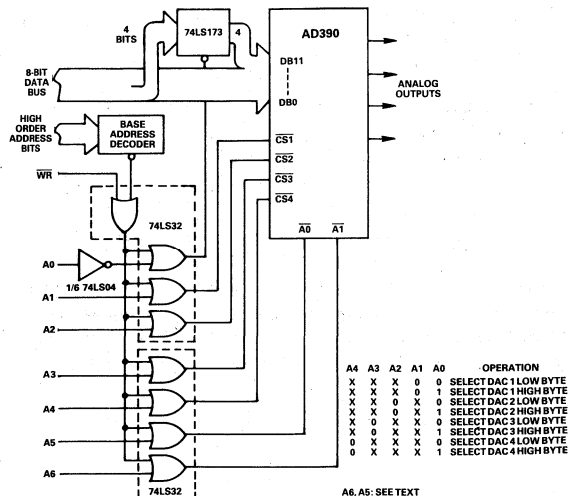 4
BITS
74LS173
4
AD390
DB11
DB0
8-BIT
DATA
BUS
ANALOG
OUTPUTS
HIGH
ORDER
ADDRESS
BITS
BASE
ADDRESS
DECODER
CS1
CS2
CS3
CS4
WR
A0 A1
74LS32
A0
1/6 74LS04
A1
A2
A3
A4
A5
A6
74LS32
A4 A3 A2 A1 A0 OPERATION
X X X 0 0 SELECT DAC 1 LOW BYTE
X X X 0 1 SELECT DAC 1 HIGH BYTE
X X 0 X 0 SELECT DAC 2 LOW BYTE
X X 0 X 1 SELECT DAC 2 HIGH BYTE
X 0 X X 0 SELECT DAC 3 LOW BYTE
X 0 X X 1 SELECT DAC 3 HIGH BYTE
0 X X X 0 SELECT DAC 4 LOW BYTE
0 X X X 1 SELECT DAC 4 HIGH BYTE
A6, A5: SEE TEXT